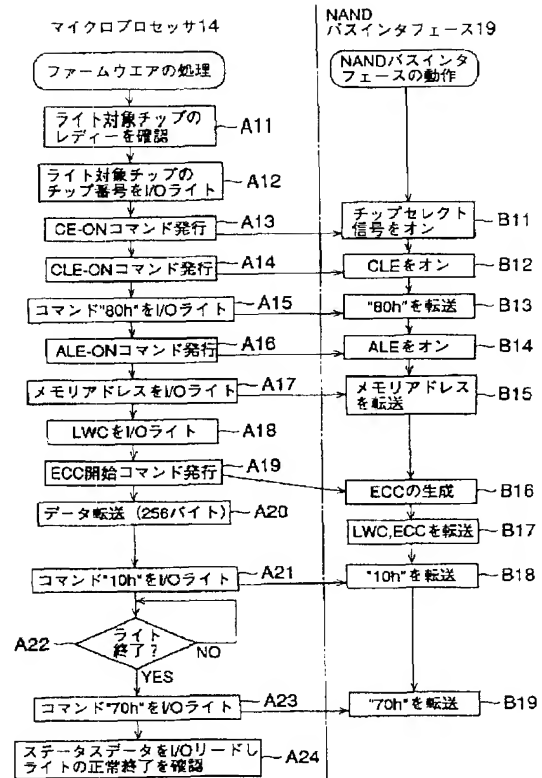 マイクロプロセッサ14
ファームウエアの処理
ライト対象チップの
レディーを確認
A11
ライト対象チップの
チップ番号をI/Oライト
A12
CE-ONコマンド発行
A13
CLE-ONコマンド発行
A14
コマンド"80h"をI/Oライト
A15
ALE-ONコマンド発行
A16
メモリアドレスをI/Oライト
A17
LWCをI/Oライト
A18
ECC開始コマンド発行
A19
データ転送（256バイト）
A20
コマンド"10h"をI/Oライト
A21
ライト
終了？
A22
NO
YES
コマンド"70h"をI/Oライト
A23
ステータスデータをI/Oリードし
ライトの正常終了を確認
A24
NAND
バスインタフェース19
NANDバスインタ
フェースの動作
チップセレクト
信号をオン
B11
CLEをオン
B12
"80h"を転送
B13
ALEをオン
B14
メモリアドレス
を転送
B15
ECCの生成
B16
LWC,ECCを転送
B17
"10h"を転送
B18
"70h"を転送
B19